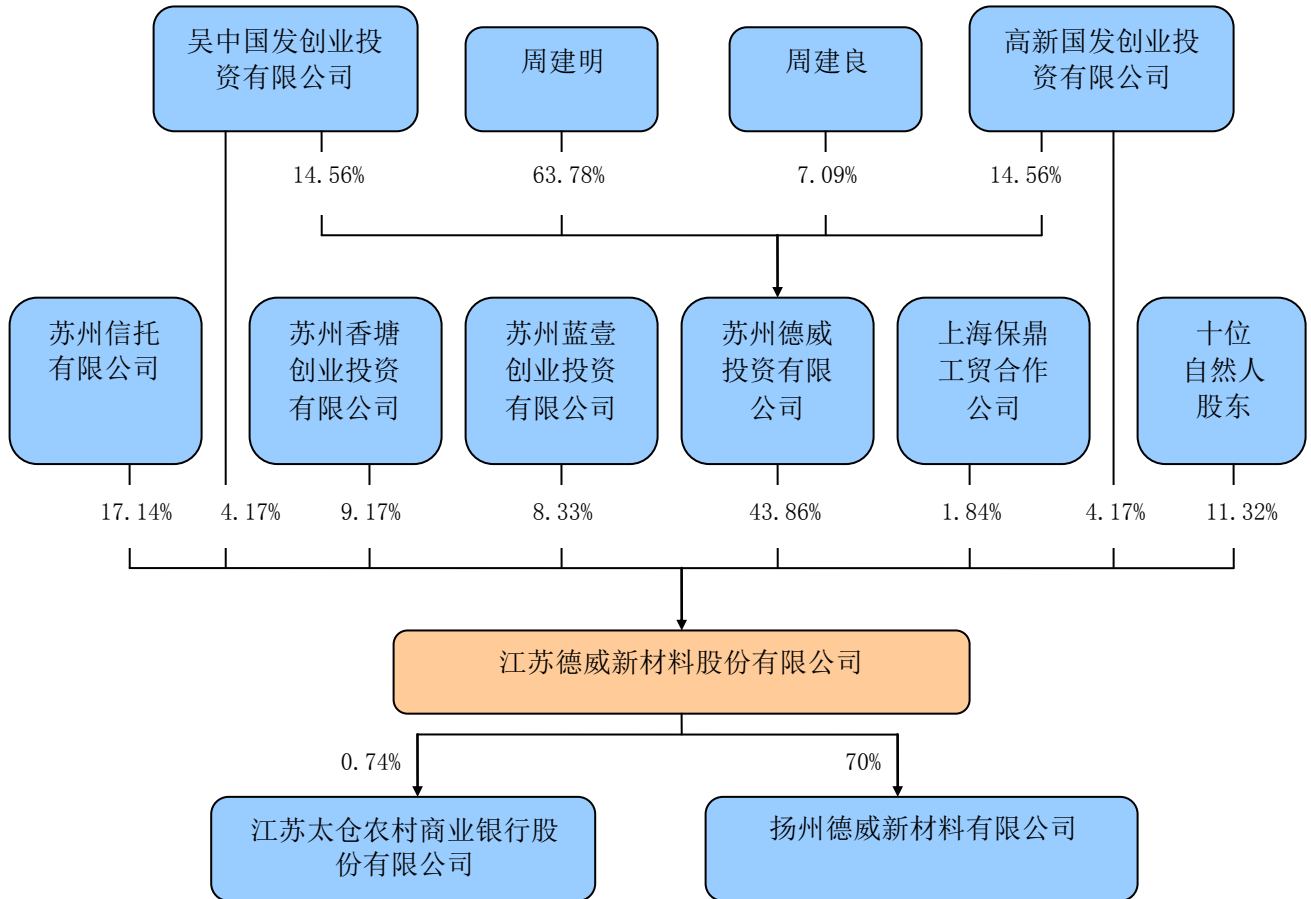 吴中国发创业投
资有限公司
周建明
周建良
高新国发创业投
资有限公司
14.56%
63.78%
7.09%
14.56%
苏州信托
有限公司
苏州香塘
创业投资
有限公司
苏州蓝壹
创业投资
有限公司
苏州德威
投资有限
公司
上海保鼎
工贸合作
公司
十位
自然人
股东
17.14%
4.17%
9.17%
8.33%
43.86%
1.84%
4.17%
11.32%
江苏德威新材料股份有限公司
0.74%
70%
江苏太仓农村商业银行股
份有限公司
扬州德威新材料有限公司